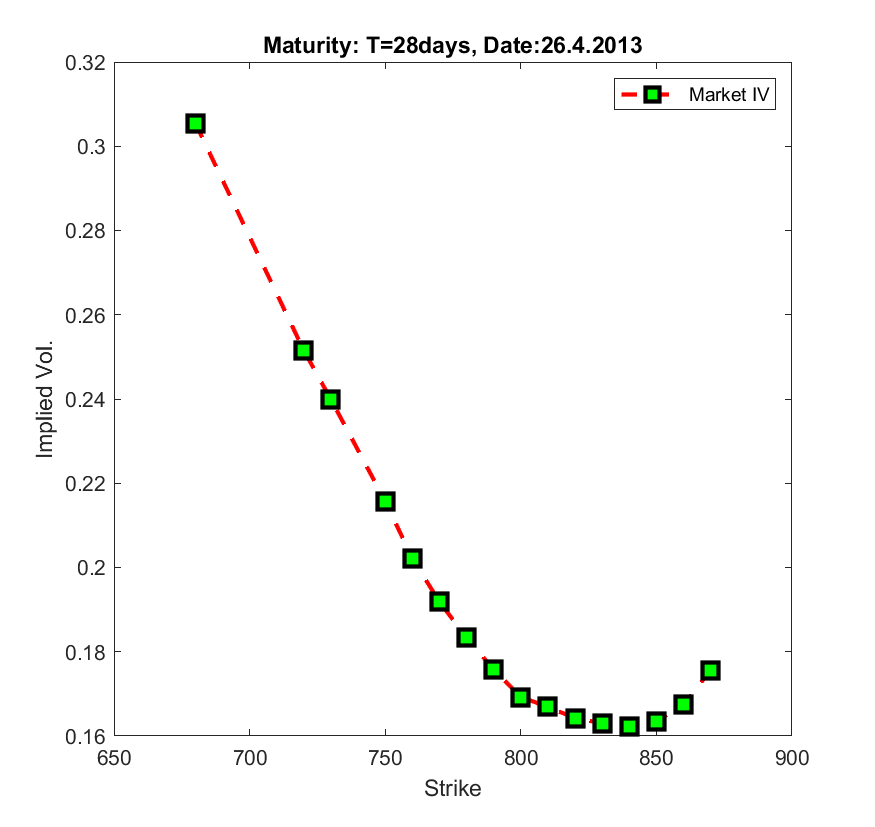 Maturity: T=28days, Date:26.4.2013
Market IV
0.32
0.3
0.28
0.26
0.24
0.22
0.2
0.18
0.16
Implied Vol.
650 700 750 800 850 900
Strike